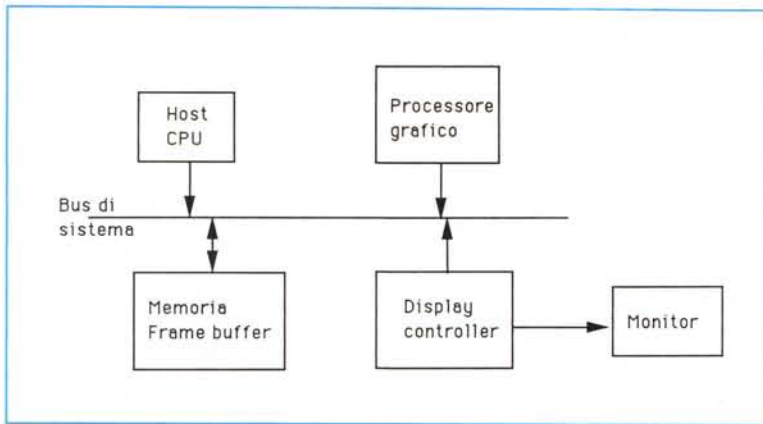 Host
CPU
Processore
grafico
Bus di
sistema
Memoria
Frame buffer
Display
controller
Monitor